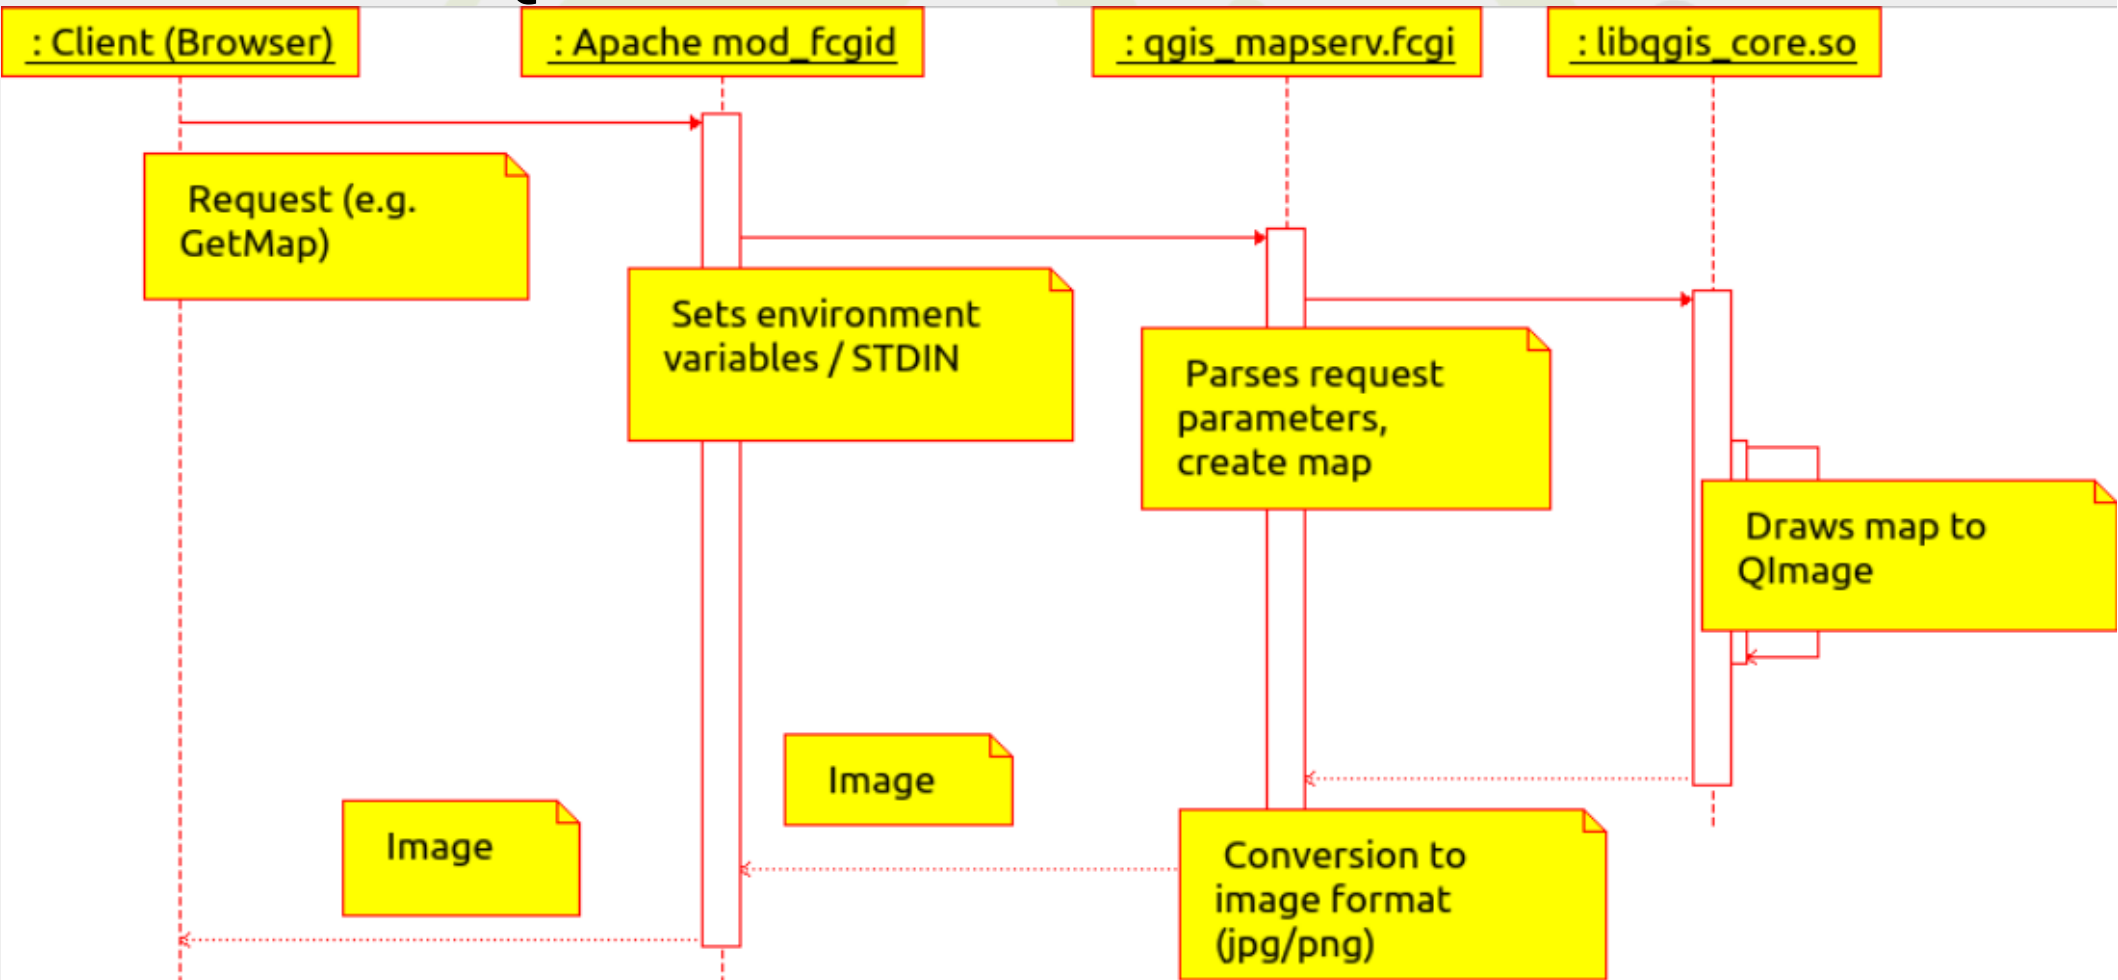 : Client (Browser)
: Apache mod_fcgid
: qgis_mapserv.fcgi
: libqgis_core.so
Request (e.g.
GetMap)
Sets environment
variables / STDIN
Parses request
parameters,
create map
Draws map to
QImage
Image
Image
Conversion to
image format
(jpg/png)